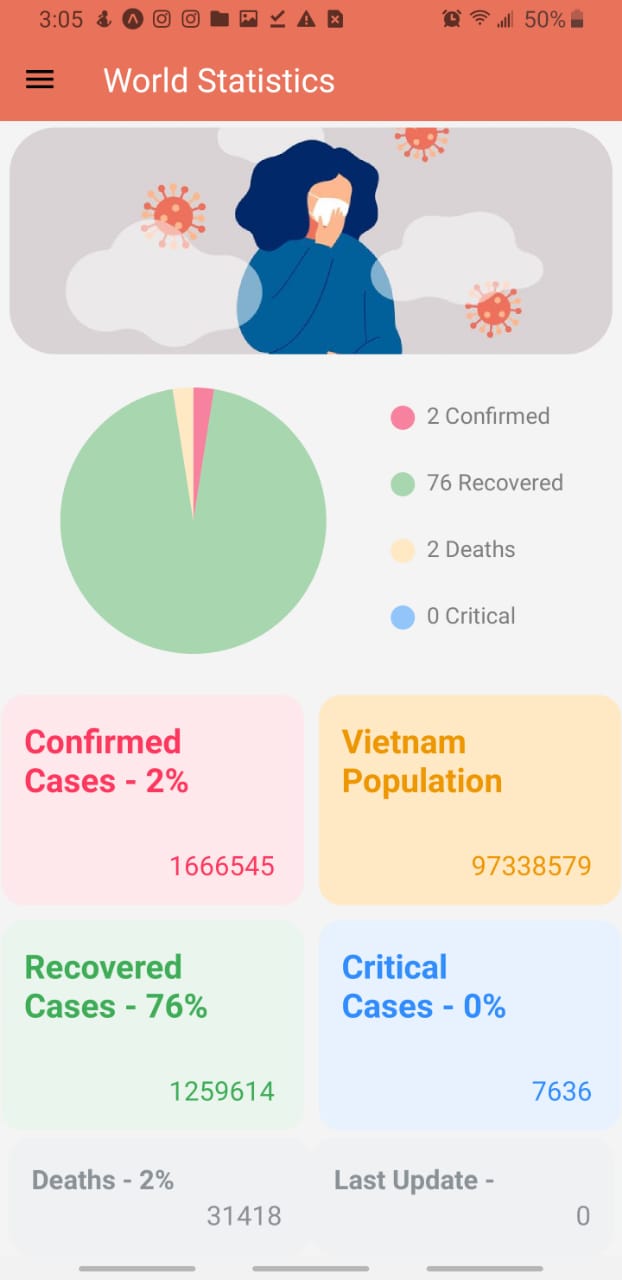 3:05
50%
World Statistics
2 Confirmed
76 Recovered
2 Deaths
0 Critical
Confirmed
Cases - 2%
1666545
Vietnam
Population
97338579
Recovered
Cases - 76%
1259614
Critical
Cases - 0%
7636
Deaths - 2%
31418
Last Update -
0